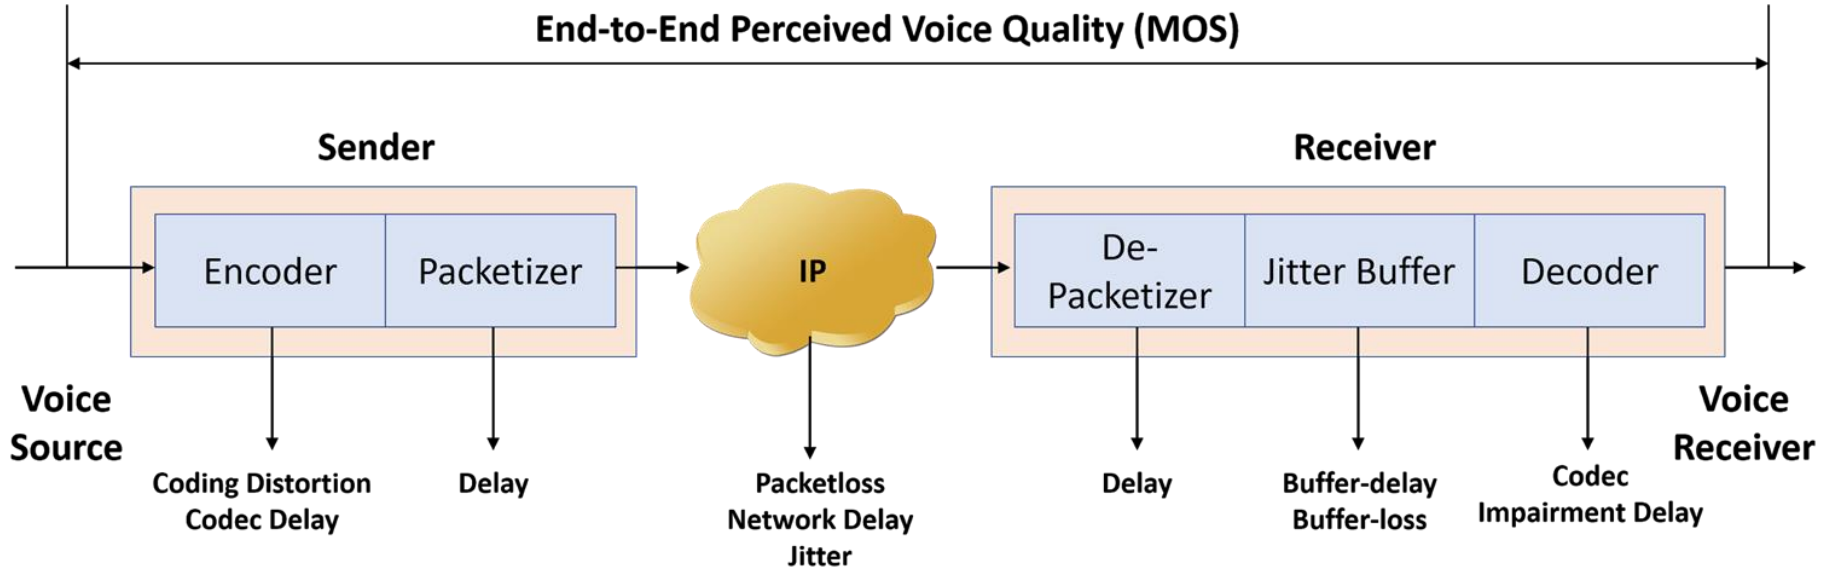 End-to-End Perceived Voice Quality (MOS)
Sender
Receiver
Encoder
Packetizer
IP
De-
Packetizer
Jitter Buffer
Decoder
Voice
Source
Voice
Receiver
Coding Distortion
Codec Delay
Delay
Packetloss
Network Delay
Jitter
Delay
Buffer-delay
Buffer-loss
Codec
Impairment Delay